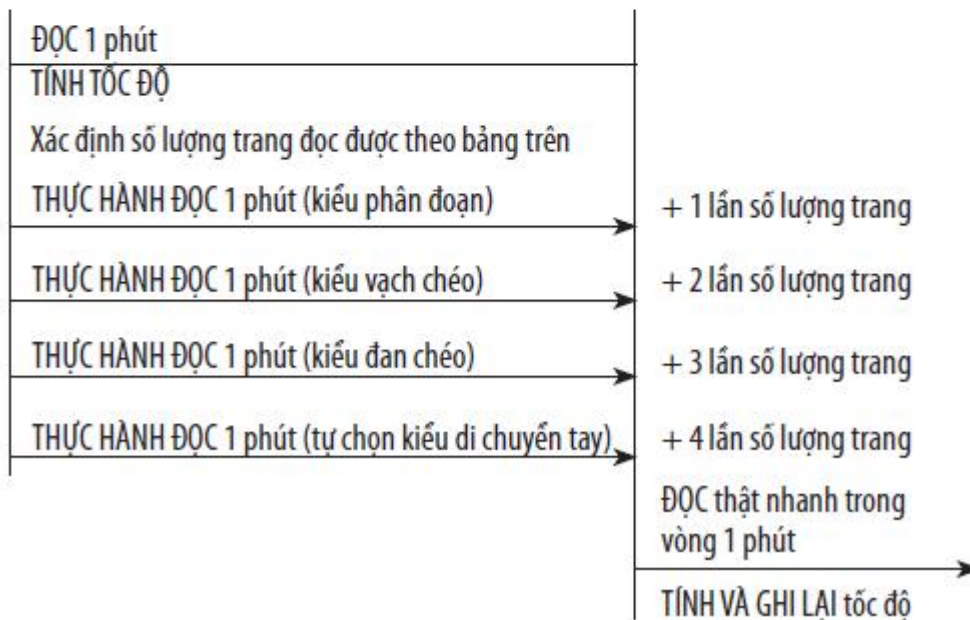 ĐỌC 1 phút
TÍNH TỐC ĐỘ
Xác định số lượng trang đọc được theo bảng trên
THỰC HÀNH ĐỌC 1 phút (kiểu phân đoạn)
+ 1 lần số lượng trang
THỰC HÀNH ĐỌC 1 phút (kiểu vạch chéo)
+ 2 lần số lượng trang
THỰC HÀNH ĐỌC 1 phút (kiểu đan chéo)
+ 3 lần số lượng trang
THỰC HÀNH ĐỌC 1 phút (tự chọn kiểu di chuyển tay)
+ 4 lần số lượng trang
ĐỌC thật nhanh trong
vòng 1 phút
TÍNH VÀ GHI LẠI tốc độ